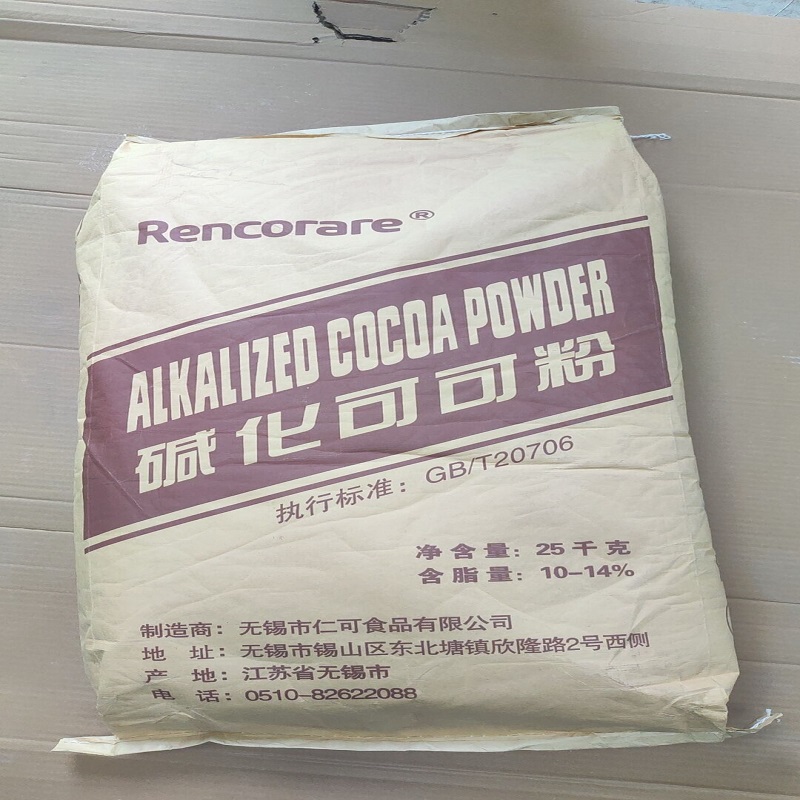 Rencorare®
ALKALIZED COCOA POWDER
碱化可可粉
执行标准：GB/T20706
净含量：25千克
含脂量：10-14%
制造商：无锡市仁可食品有限公司
地 址：无锡市锡山区东北塘镇欣隆路2号西侧
产 地：江苏省无锡市
电 话：0510-82622088